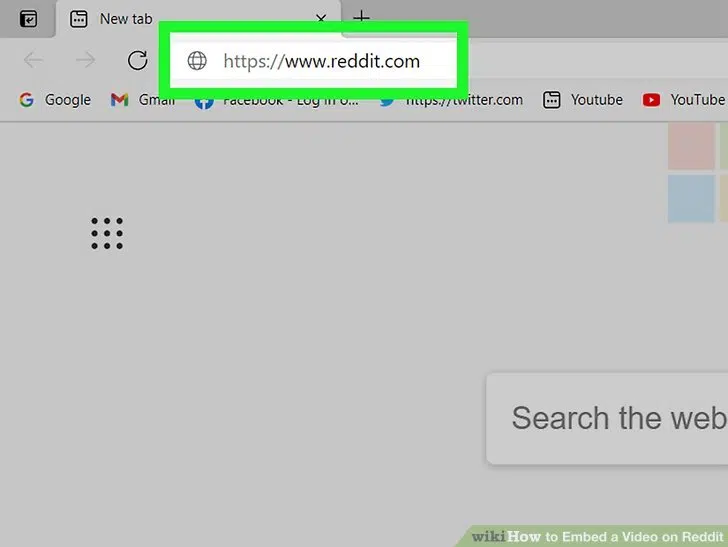 New tab
https://www.reddit.com
Google Gmail Facebook - Log in o... https://twitter.com Youtube YouTube
Search the web
wikiHow to Embed a Video on Reddit